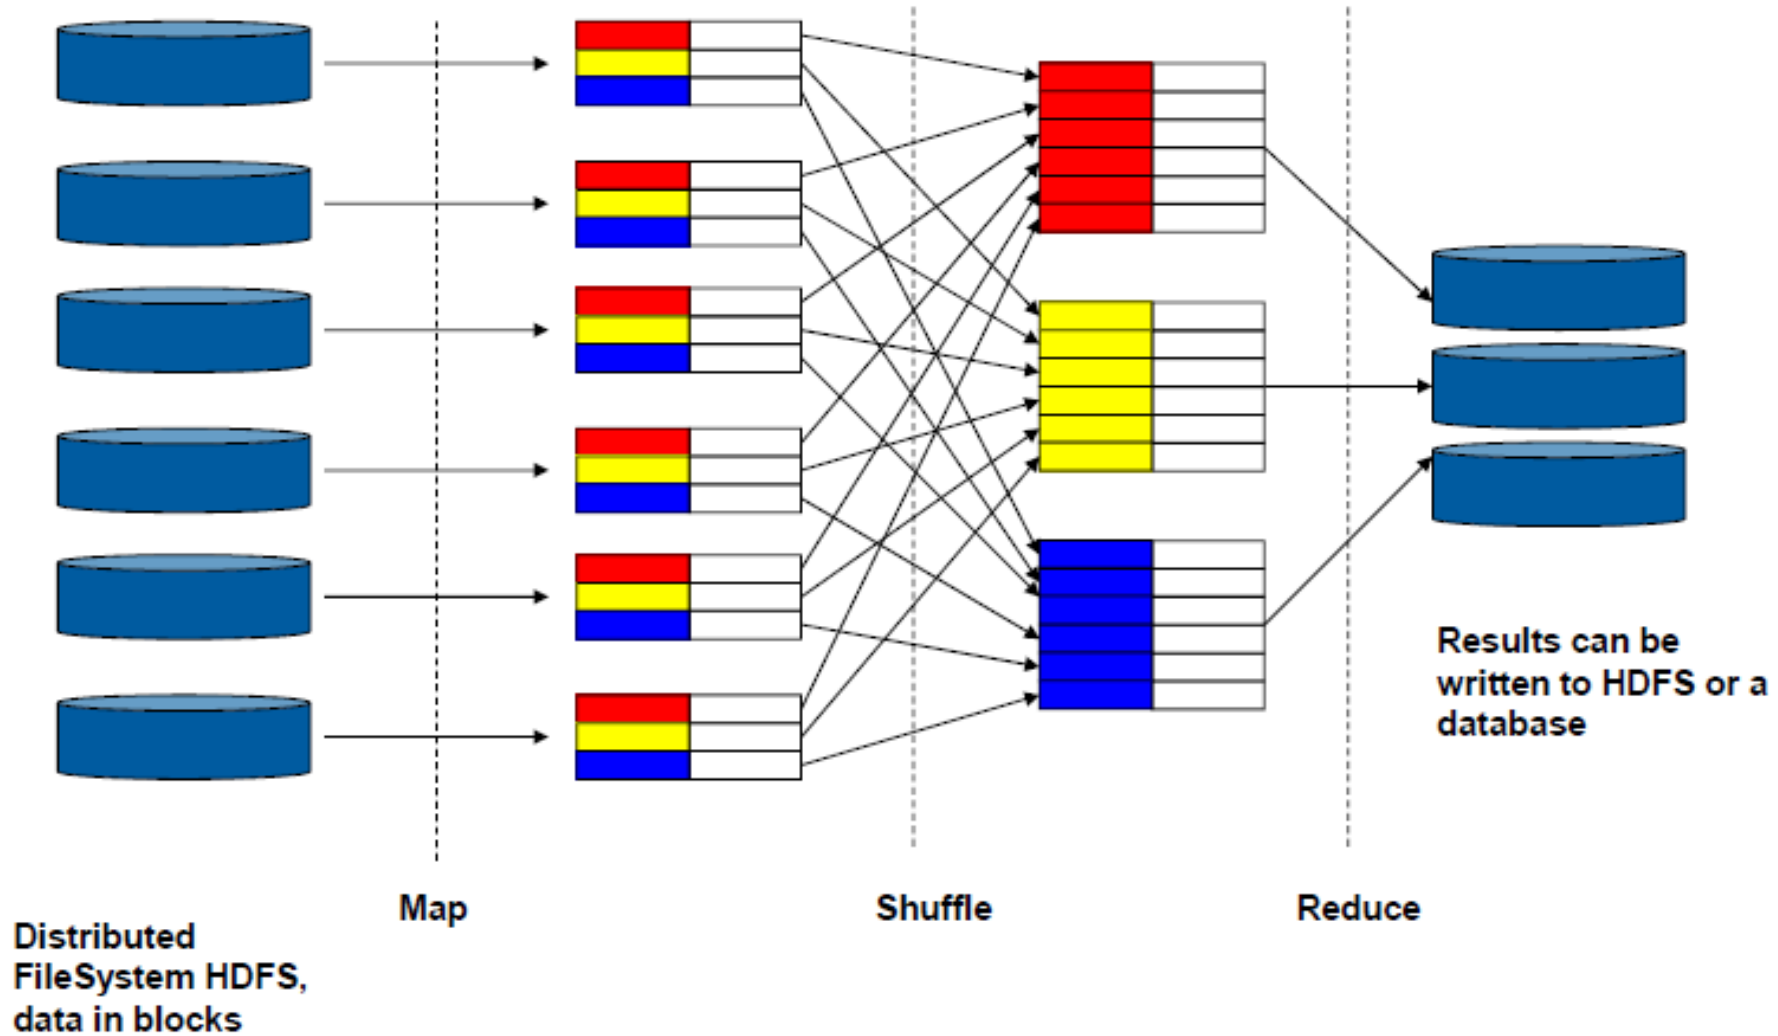 Results can be
written to HDFS or a
database
Map
Shuffle
Reduce
Distributed
FileSystem HDFS,
data in blocks